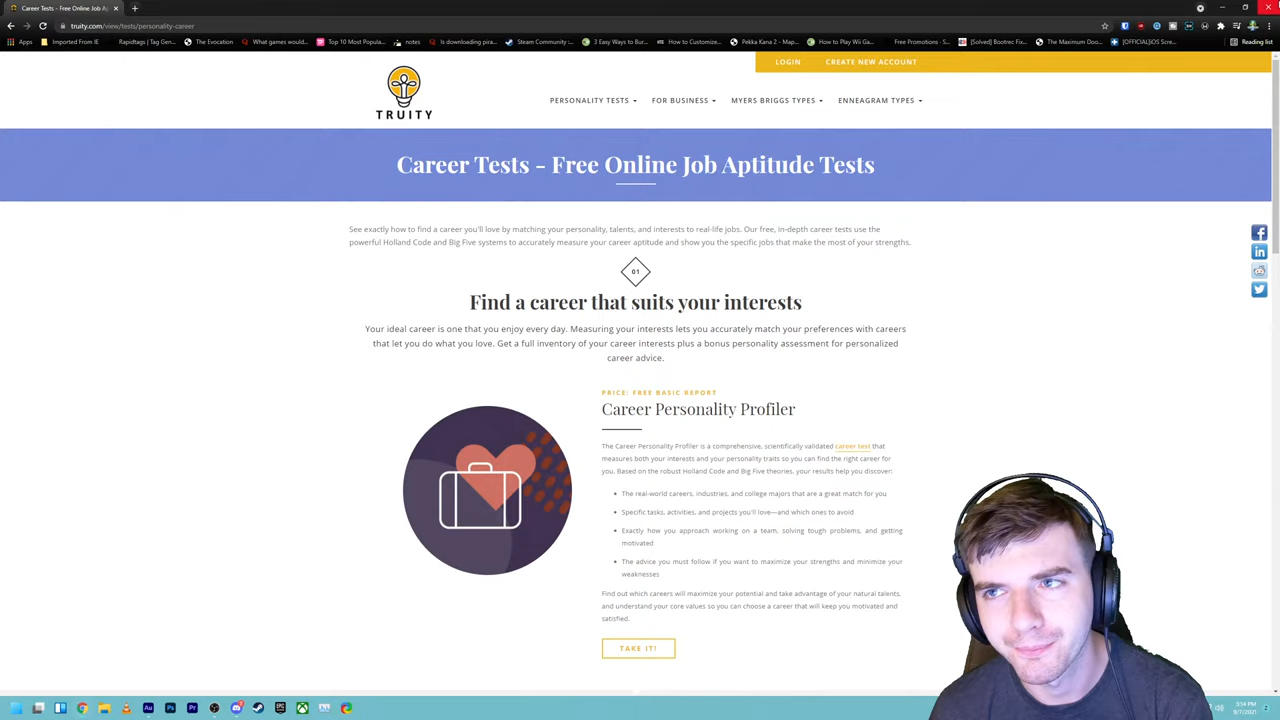 Career Tests - Free Online Job Ap
truity.com/view/tests/personality-career
Apps
Imported From IE
Rapidtags | Tag Gen...
The Evocation
What games would...
Top 10 Most Popula...
notes
Is downloading pira...
Steam Community :...
3 Easy Ways to Bur...
How to Customize...
Pekka Kana 2 - Map...
How to Play Wii Ga...
Free Promotions - S...
[Solved] Bootrec Fix...
The Maximum Doo...
[OFFICIAL]iOS Scre...
Reading list
LOGIN
CREATE NEW ACCOUNT
TRUITY
PERSONALITY TESTS
FOR BUSINESS
MYERS BRIGGS TYPES
ENNEAGRAM TYPES
Career Tests - Free Online Job Aptitude Tests
See exactly how to find a career you'll love by matching your personality, talents, and interests to real-life jobs. Our free, in-depth career tests use the
powerful Holland Code and Big Five systems to accurately measure your career aptitude and show you the specific jobs that make the most of your strengths.
01
Find a career that suits your interests
Your ideal career is one that you enjoy every day. Measuring your interests lets you accurately match your preferences with careers
that let you do what you love. Get a full inventory of your career interests plus a bonus personality assessment for personalized
career advice.
PRICE: FREE BASIC REPORT
Career Personality Profiler
The Career Personality Profiler is a comprehensive, scientifically validated career test that
measures both your interests and your personality traits so you can find the right career for
you. Based on the robust Holland Code and Big Five theories, your results help you discover:
The real-world careers, industries, and college majors that are a great match for you
Specific tasks, activities, and projects you'll love—and which ones to avoid
Exactly how you approach working on a team, solving tough problems, and getting
motivated
The advice you must follow if you want to maximize your strengths and minimize your
weaknesses
Find out which careers will maximize your potential and take advantage of your natural talents,
and understand your core values so you can choose a career that will keep you motivated and
satisfied.
TAKE IT!
Au
Ps
Pr
EPIC
3:14 PM
9/7/2021